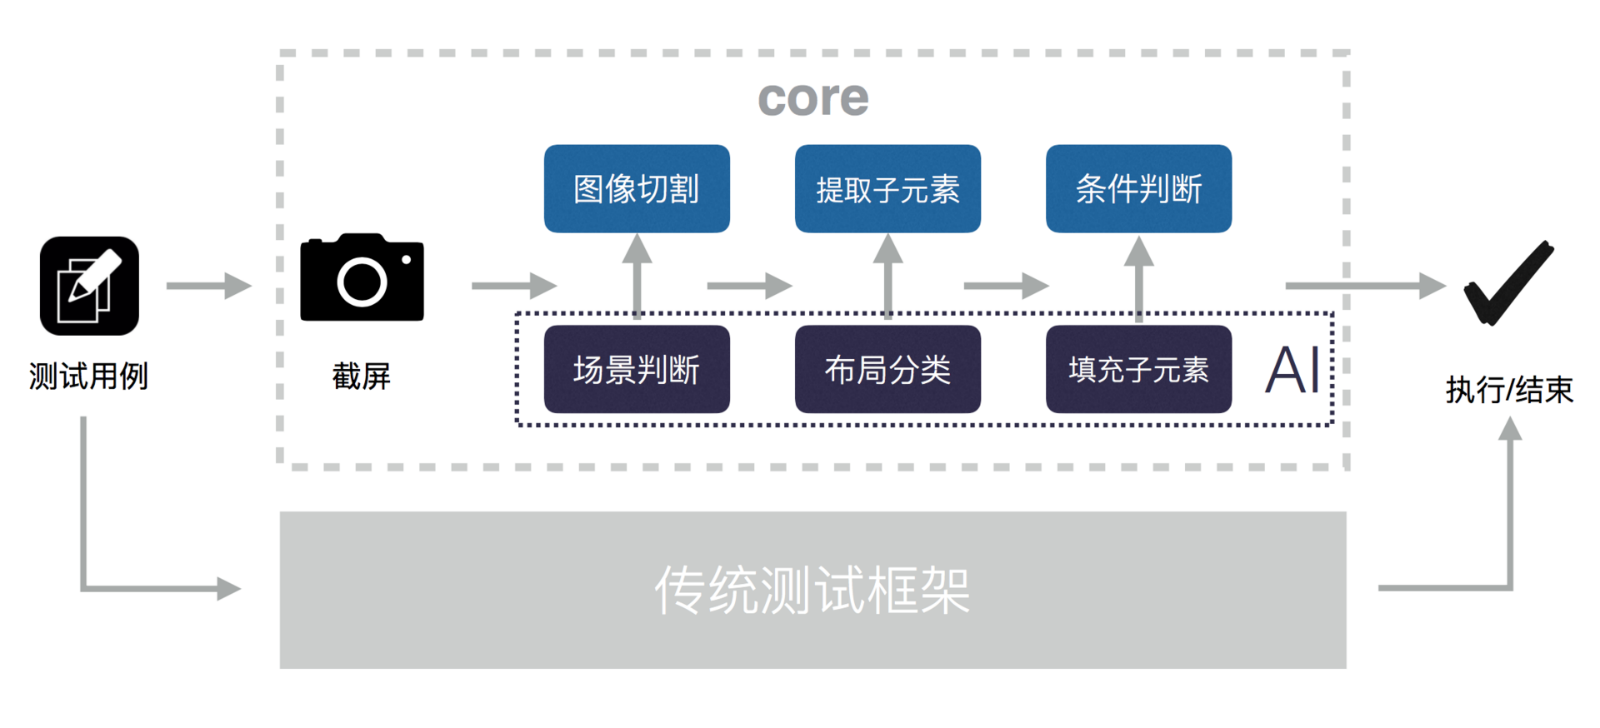 core
图像切割
提取子元素
条件判断
测试用例
截屏
场景判断
布局分类
填充子元素
AI
执行/结束
传统测试框架